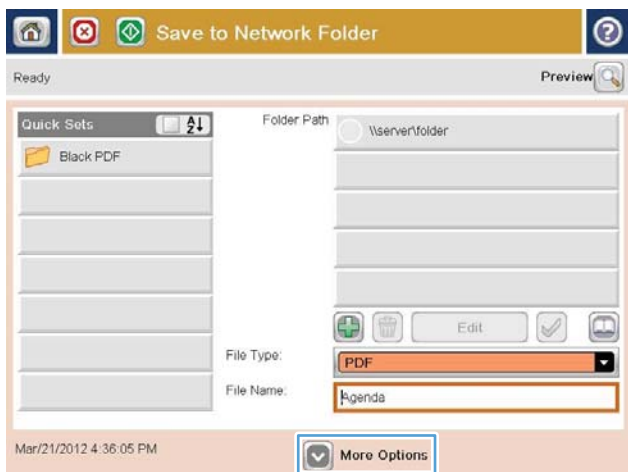 Save to Network Folder
Ready
Preview
Quick Sets
Folder Path
\\server\folder
Black PDF
Edit
File Type:
PDF
File Name:
Agenda
Mar/21/2012 4:36:05 PM
More Options